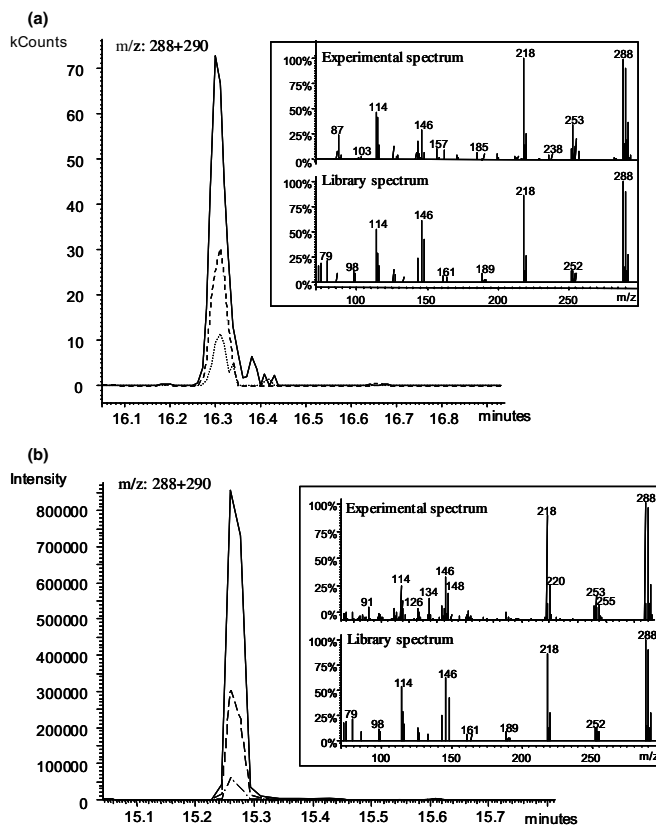 (a)
kCounts
m/z: 288+290
70
60
50
40
30
20
10
0
16.1 16.2 16.3 16.4 16.5 16.6 16.7 16.8 minutes
Experimental spectrum
100%
75%
50%
25%
0%
87 103 114 146 157 185 218 238 253 288
Library spectrum
100%
75%
50%
25%
0%
79 98 114 146 161 189 218 252 288
100 150 200 250 m/z
(b)
Intensity
m/z: 288+290
800000
700000
600000
500000
400000
300000
200000
100000
0
15.1 15.2 15.3 15.4 15.5 15.6 15.7 minutes
Experimental spectrum
100%
75%
50%
25%
0%
91 114 126 134 146 148 218 220 253 255 288
Library spectrum
100%
75%
50%
25%
0%
79 98 114 146 161 189 218 252 288
100 150 200 250 m/z